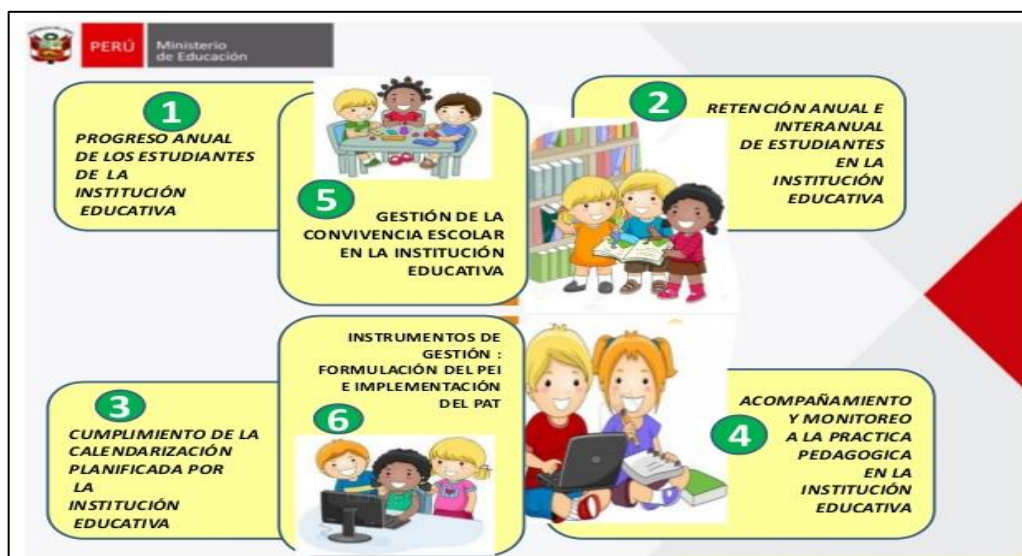 PERÚ
Ministerio
de Educación
1
PROGRESO ANUAL
DE LOS ESTUDIANTES
DE LA
INSTITUCIÓN
EDUCATIVA
5
GESTIÓN DE LA
CONVIVENCIA ESCOLAR
EN LA INSTITUCIÓN
EDUCATIVA
2
RETENCIÓN ANUAL E
INTERANUAL
DE ESTUDIANTES
EN LA
INSTITUCIÓN
EDUCATIVA
3
CUMPLIMIENTO DE LA
CALENDARIZACIÓN
PLANIFICADA POR
LA
INSTITUCIÓN
EDUCATIVA
INSTRUMENTOS DE
GESTIÓN :
FORMULACIÓN DEL PEI
E IMPLEMENTACIÓN
DEL PAT
6
4
ACOMPAÑAMIENTO
Y MONITOREO
A LA PRACTICA
PEDAGOGICA
EN LA
INSTITUCIÓN
EDUCATIVA